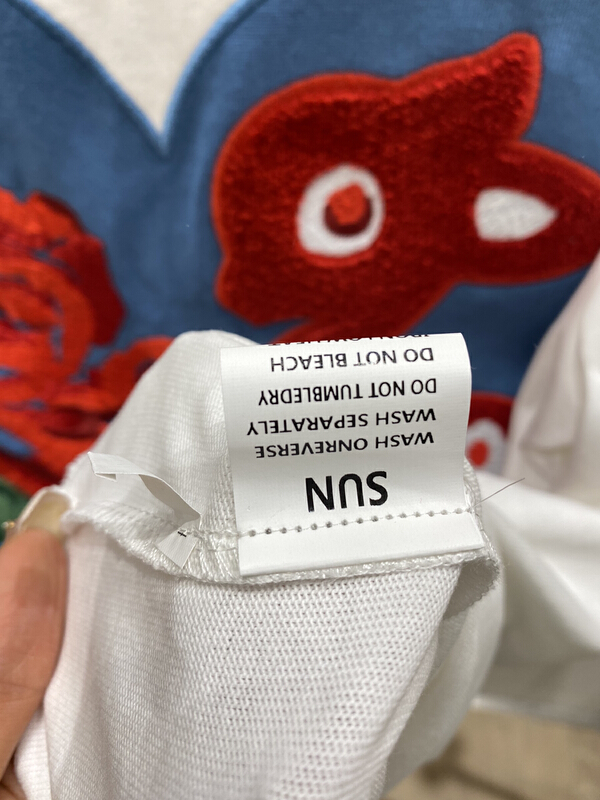 SUN
WASH ONREVERSE
WASH SEPARATELY
DO NOT TUMBLEDRY
DO NOT BLEACH